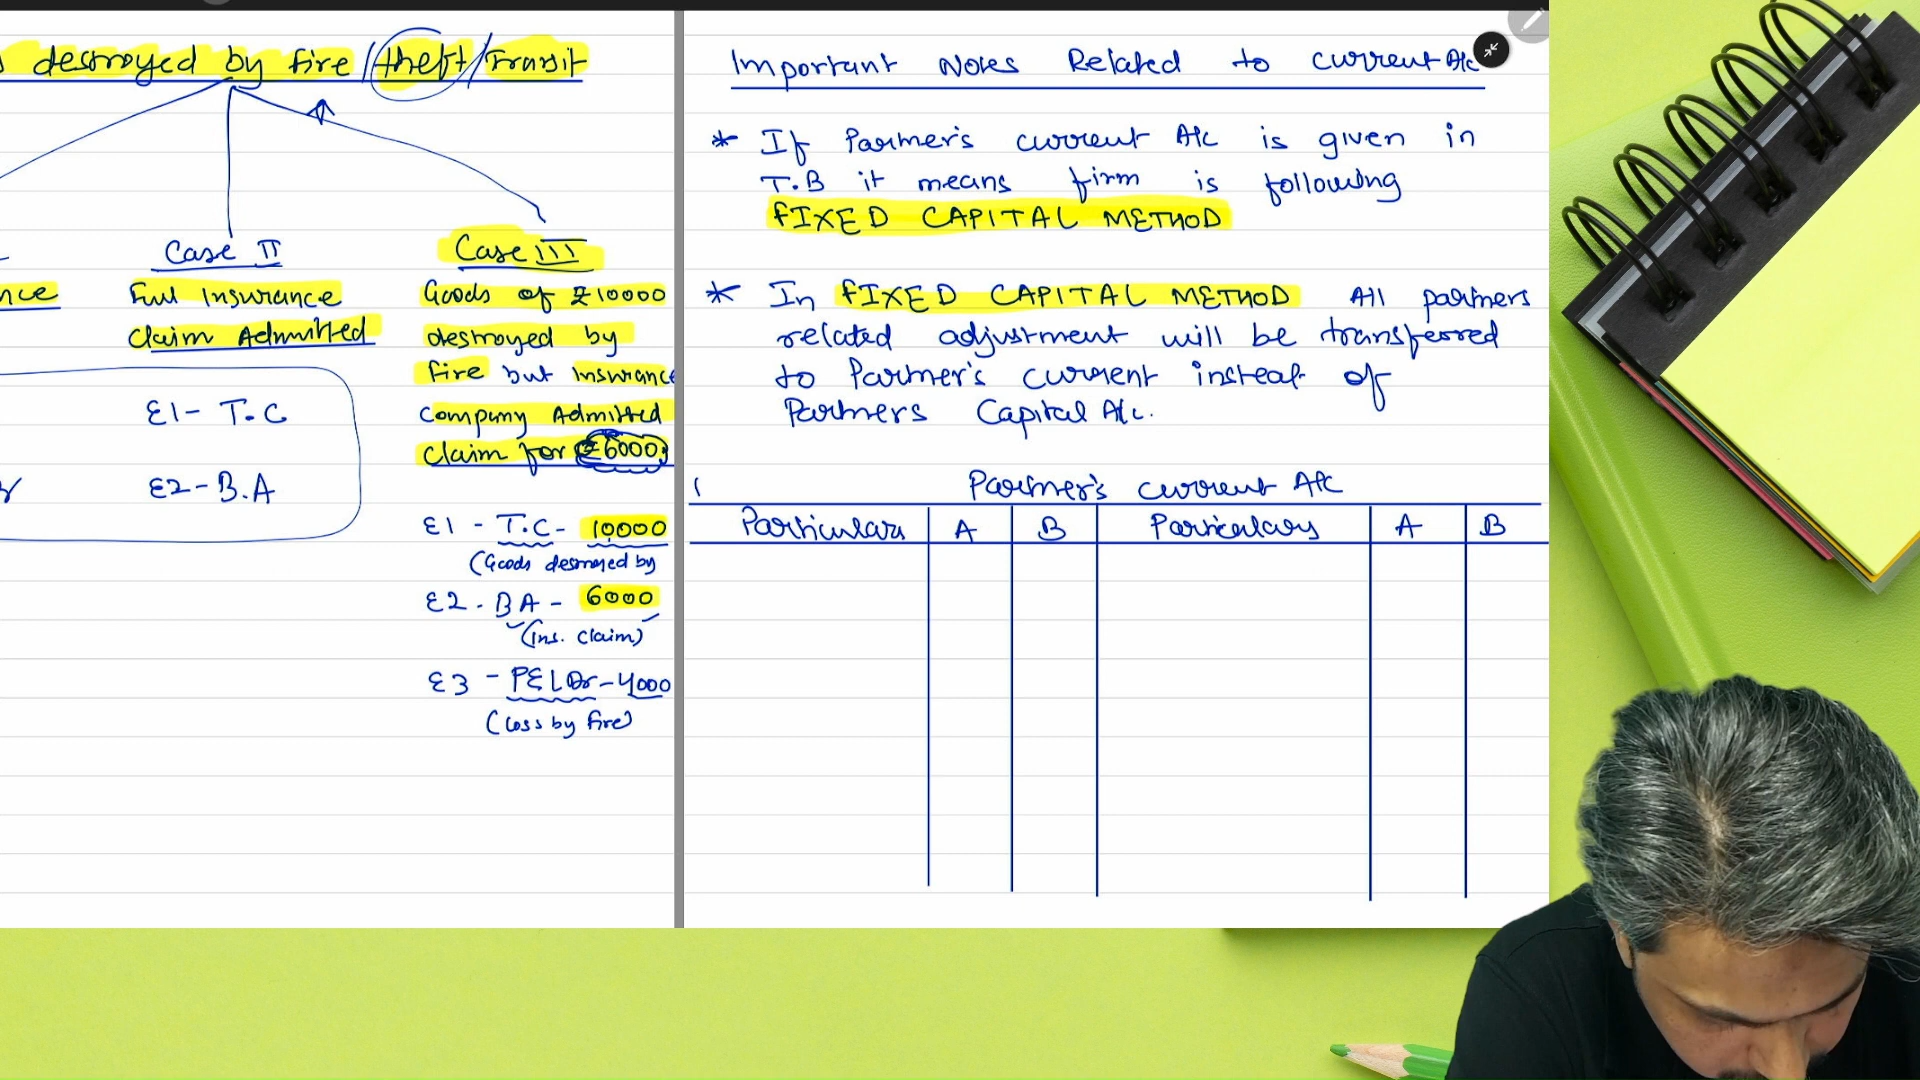 destroyed by fire / theft / Transit
Case II
Full Insurance
Claim Admitted
E1 - T.C
E2 - B.A
Case III
Goods of ₹10000
destroyed by
fire but insurance
company Admitted
claim for ₹6000
E1 - T.C - 10000
(Goods destroyed by
E2 - BA - 6000
(ins. claim)
E3 - P&L Dr - 4000
(Loss by fire)
Important Notes Related to current A/c
* If Partner's current A/c is given in
T.B it means firm is following
FIXED CAPITAL METHOD
* In FIXED CAPITAL METHOD All partners
related adjustment will be transferred
to Partner's current instead of
Partners Capital A/c.
Partner's current A/c
Particulars A B Particulars A B